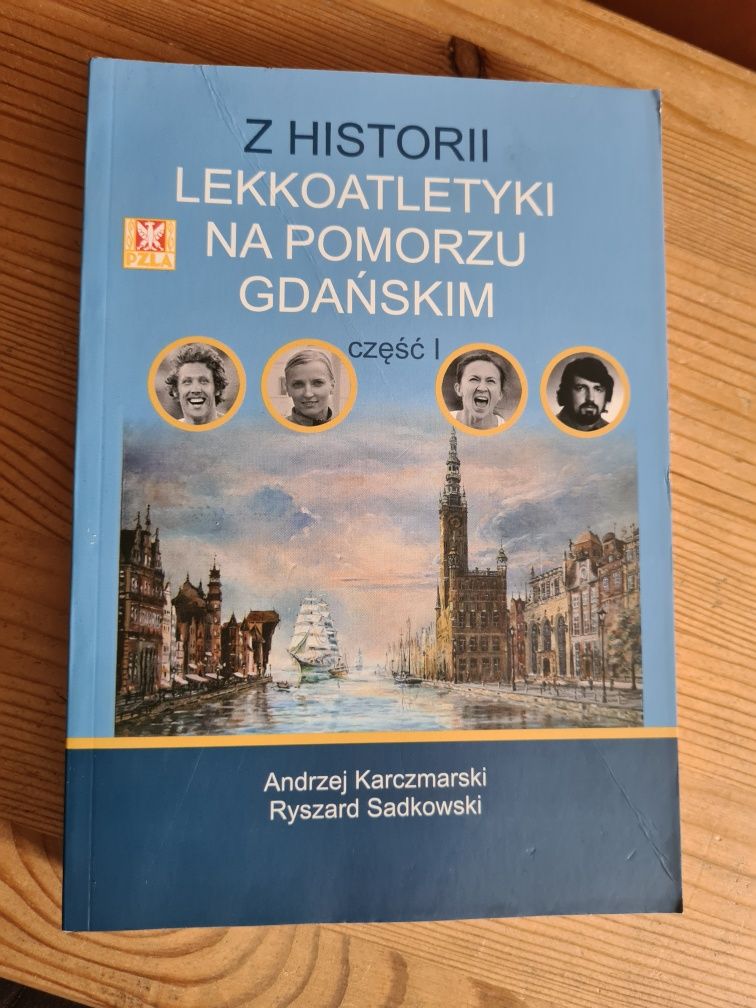 Z HISTORII
LEKKOATLETYKI
NA POMORZU
GDAŃSKIM
PZLA
część I
Andrzej Karczmarski
Ryszard Sadkowski